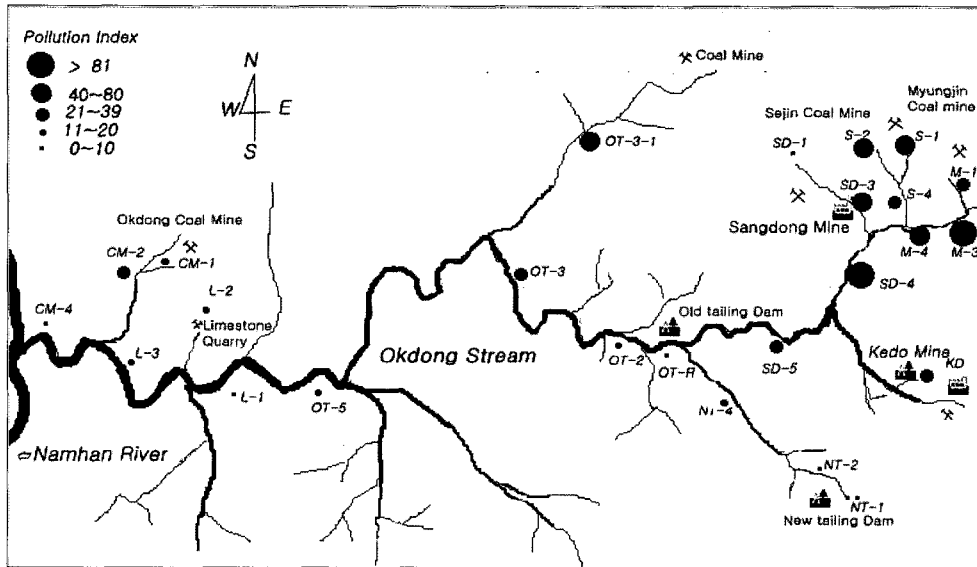 Pollution Index
> 81
40~80
21~39
11~20
0~10
N
W E
S
Coal Mine
OT-3-1
Myungjin
Coal mine
Sejin Coal Mine
SD-1
S-2
S-1
M-1
SD-3
S-4
Sangdong Mine
M-4
M-3
SD-4
Okdong Coal Mine
CM-2
CM-1
OT-3
L-2
CM-4
Limestone
Quarry
Old tailing Dam
L-3
Okdong Stream
OT-2
OT-R
SD-5
Kedo Mine
KD
L-1
OT-5
NT-4
Namhan River
NT-2
NT-1
New tailing Dam